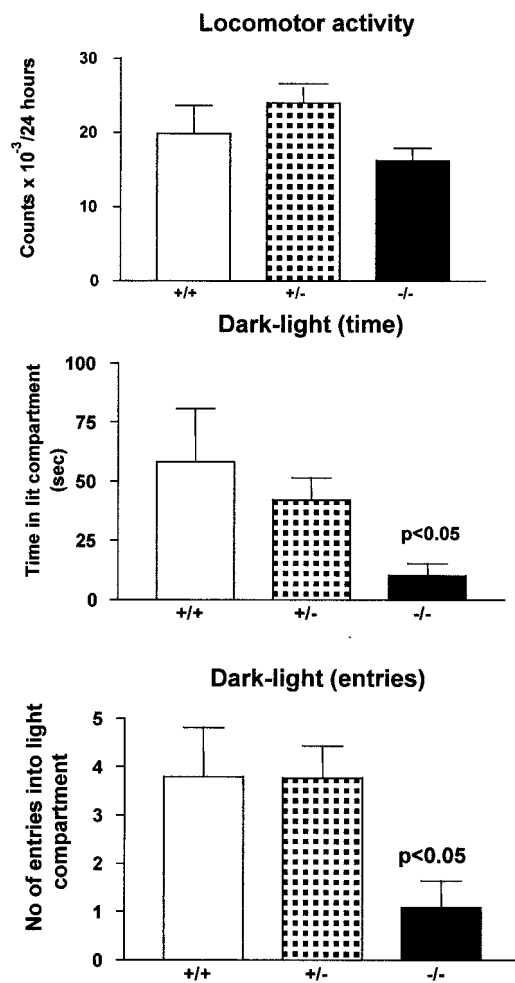 Locomotor activity
Counts x 10⁻³/24 hours
30
20
10
0
+/+ +/- -/-
Dark-light (time)
Time in lit compartment
(sec)
100
75
50
25
0
p<0.05
+/+ +/- -/-
Dark-light (entries)
No of entries into light
compartment
5
4
3
2
1
0
p<0.05
+/+ +/- -/-